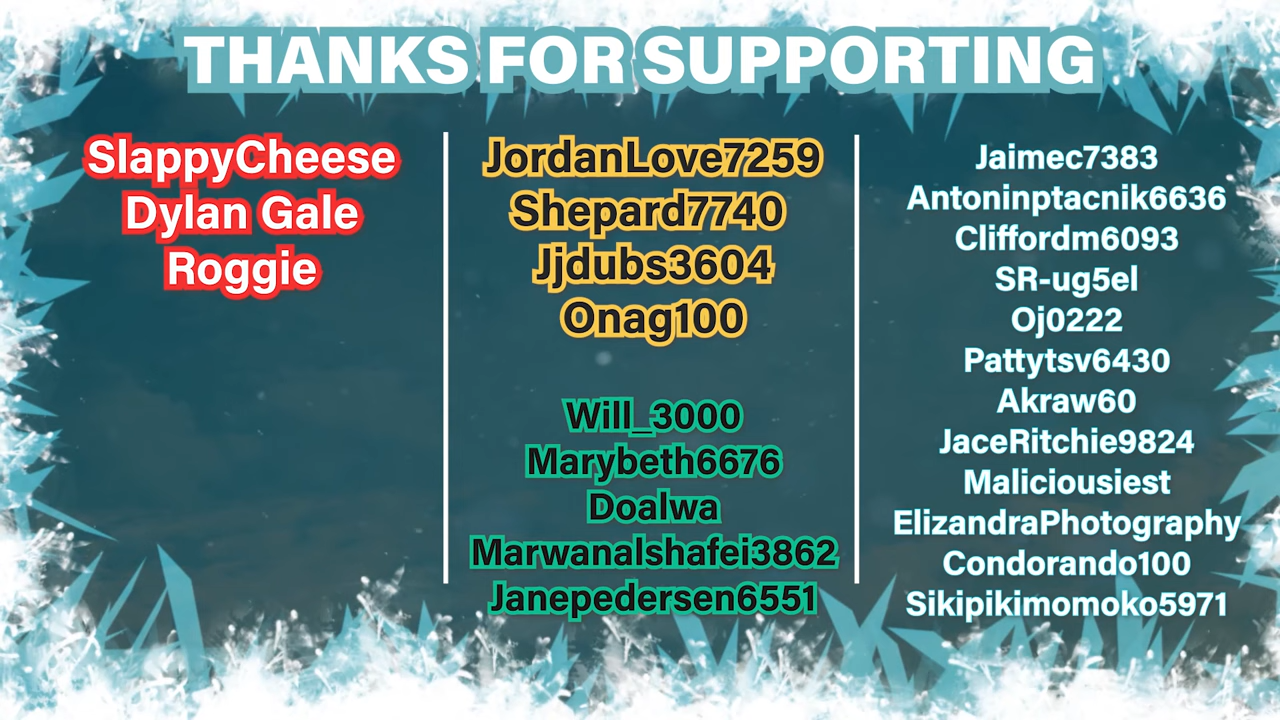 THANKS FOR SUPPORTING
SlappyCheese
Dylan Gale
Roggie
JordanLove7259
Shepard7740
Jjdubs3604
Onag100
Will_3000
Marybeth6676
Doalwa
Marwanalshafei3862
Janepedersen6551
Jaimec7383
Antoninptacnik6636
Cliffordm6093
SR-ug5el
Oj0222
Pattytsv6430
Akraw60
JaceRitchie9824
Maliciousiest
ElizandraPhotography
Condorando100
Sikipikimomoko5971